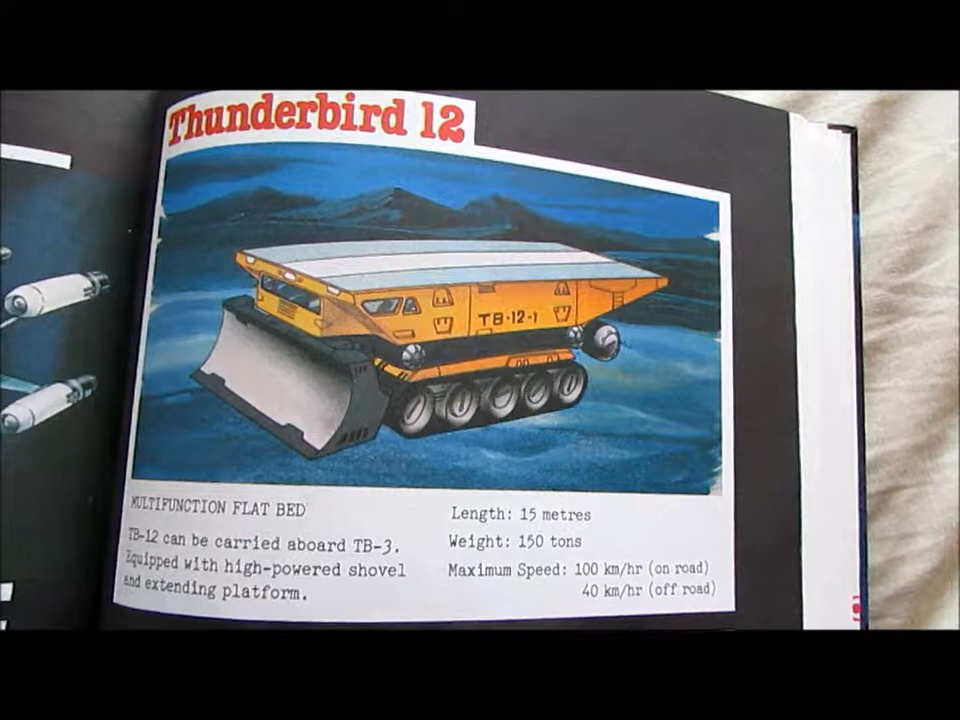 Thunderbird 12
TB-12-1
MULTIFUNCTION FLAT BED
TB-12 can be carried aboard TB-3.
Equipped with high-powered shovel
and extending platform.
Length: 15 metres
Weight: 150 tons
Maximum Speed: 100 km/hr (on road)
40 km/hr (off road)